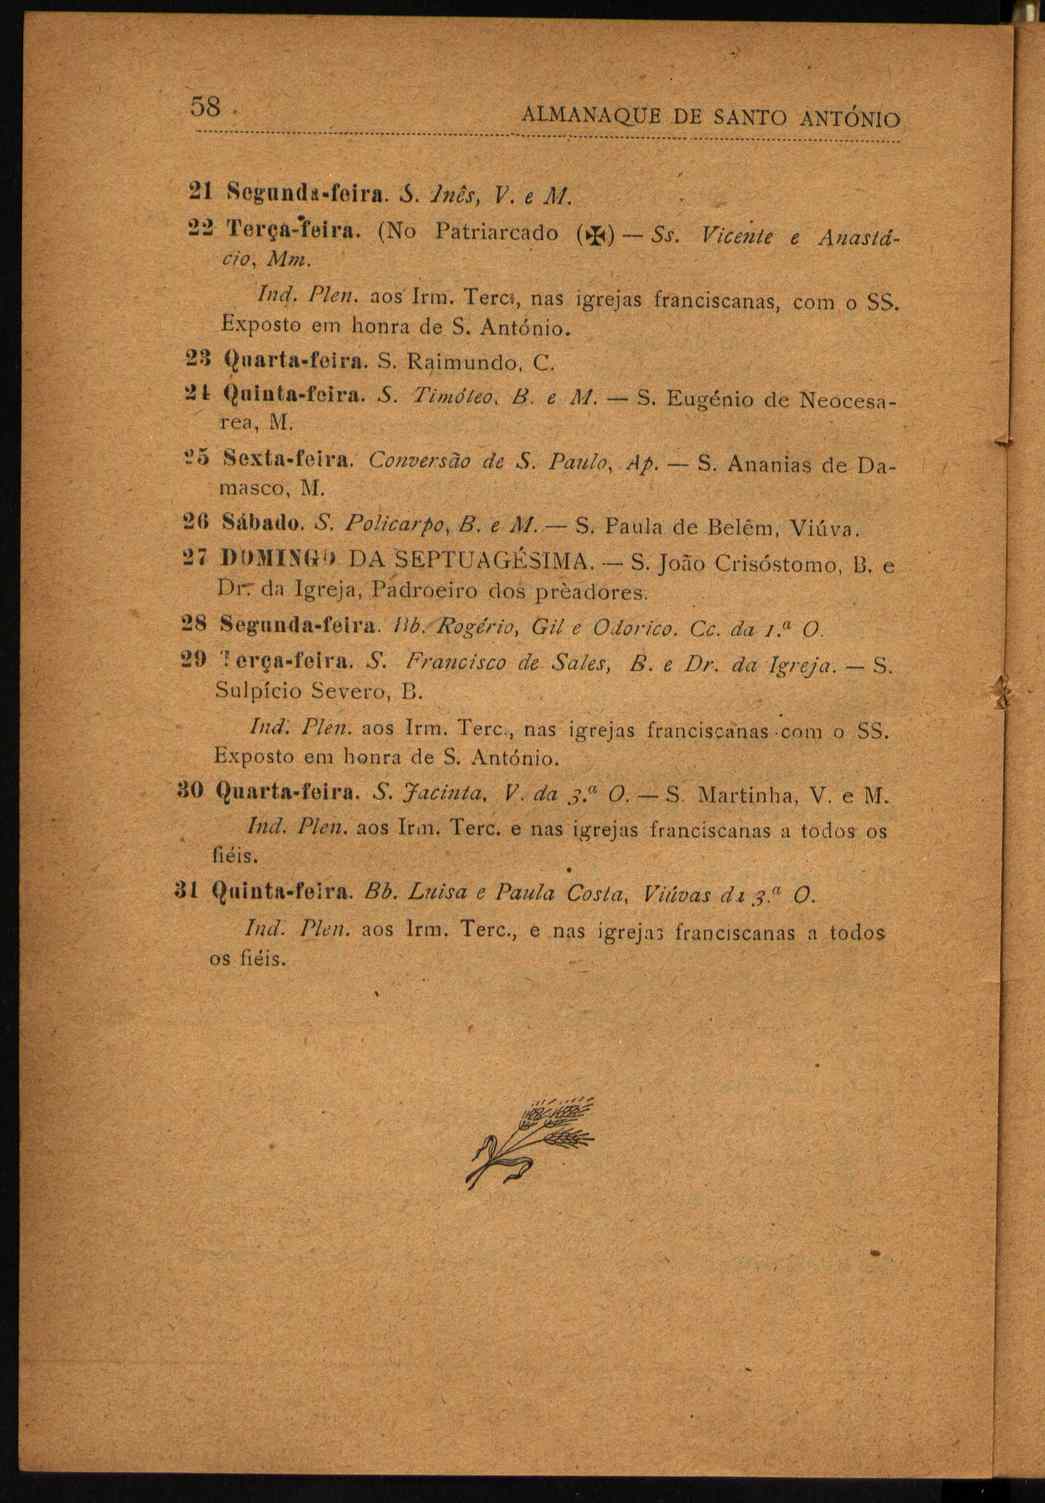 58
ALMANAQUE DE SANTO ANTÓNIO
21 Segunda-feira. S. Inês, V. e M.
22 Terça-feira. (No Patriarcado (✠) — Ss. Vicente e Anastá-
cio, Mm.
Ind. Plen. aos Irm. Terc., nas igrejas franciscanas, com o SS.
Exposto em honra de S. António.
23 Quarta-feira. S. Raimundo, C.
24 Quinta-feira. S. Timóteo, B. e M. — S. Eugénio de Neocesa-
rea, M.
25 Sexta-feira. Conversão de S. Paulo, Ap. — S. Ananias de Da-
masco, M.
26 Sábado. S. Policarpo, B. e M. — S. Paula de Belêm, Viúva.
27 DOMINGO DA SEPTUAGÉSIMA. — S. João Crisóstomo, B. e
Dr. da Igreja, Padroeiro dos prèadores.
28 Segunda-feira. Bb. Rogério, Gil e Odorico. Cc. da 1.ª O.
29 Terça-feira. S. Francisco de Sales, B. e Dr. da Igreja. — S.
Sulpício Severo, B.
Ind. Plen. aos Irm. Terc., nas igrejas franciscanas com o SS.
Exposto em honra de S. António.
30 Quarta-feira. S. Jacinta, V. da 3.ª O. — S. Martinha, V. e M.
Ind. Plen. aos Irm. Terc. e nas igrejas franciscanas a todos os
fiéis.
31 Quinta-feira. Bb. Luisa e Paula Costa, Viúvas da 3.ª O.
Ind. Plen. aos Irm. Terc., e nas igrejas franciscanas a todos
os fiéis.